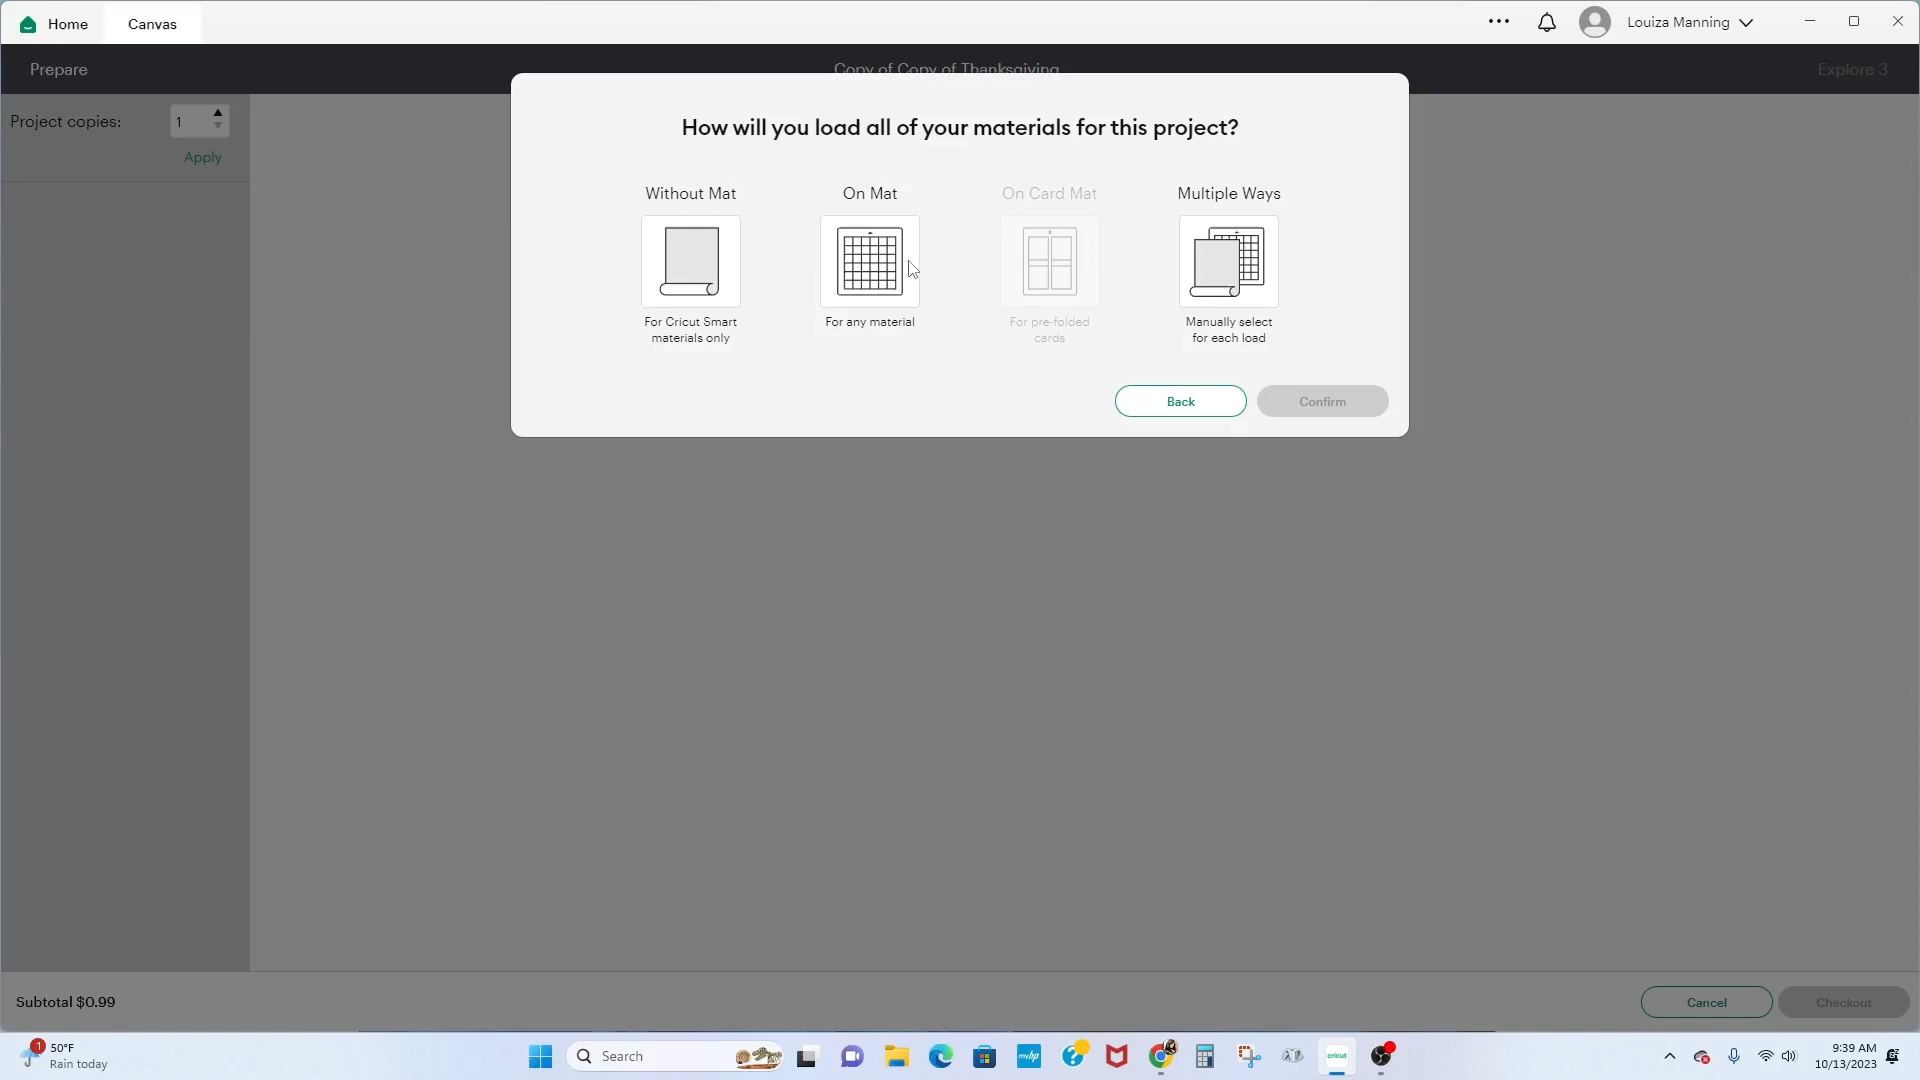 Home
Canvas
Louiza Manning
Prepare
Copy of Copy of Thanksgiving
Explore 3
Project copies:
1
Apply
How will you load all of your materials for this project?
Without Mat
On Mat
On Card Mat
Multiple Ways
For Cricut Smart
materials only
For any material
For pre-folded
cards
Manually select
for each load
Back
Confirm
Subtotal $0.99
Cancel
Checkout
1
50°F
Rain today
Search
myhp
cricut
9:39 AM
10/13/2023